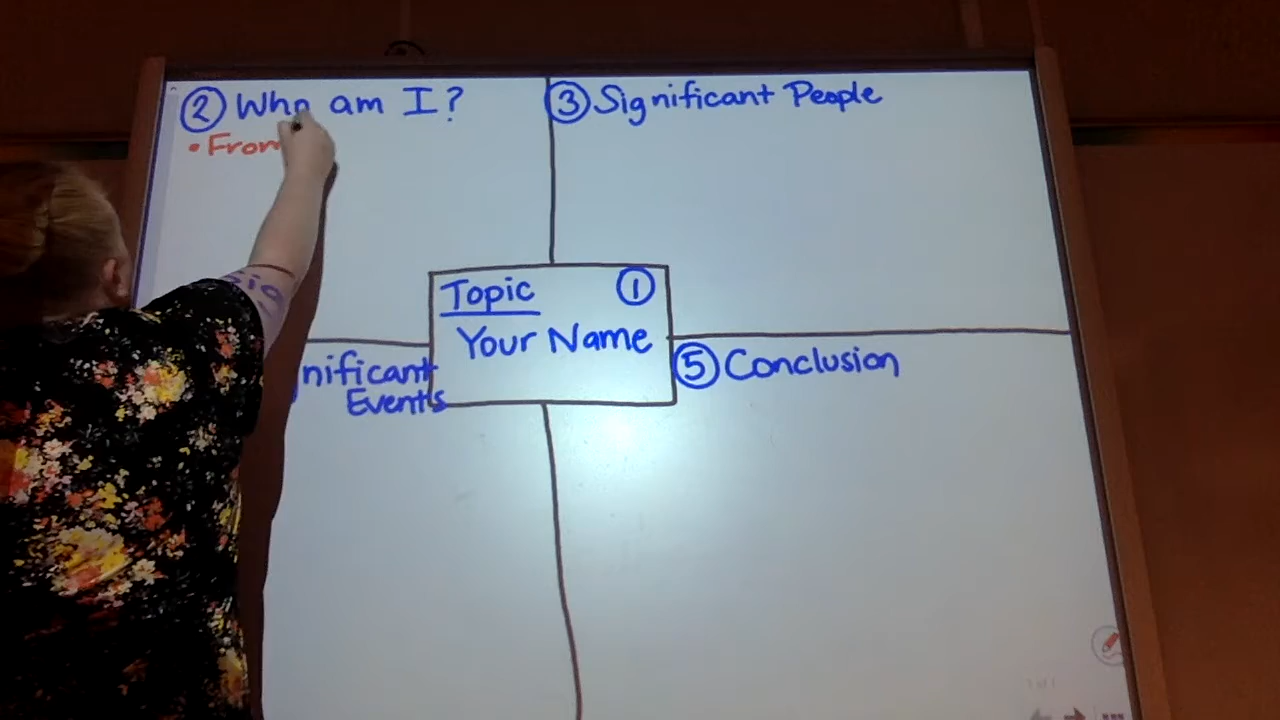 ② Who am I?
• From
③ Significant People
Topic ①
Your Name
nificant
Events
⑤ Conclusion